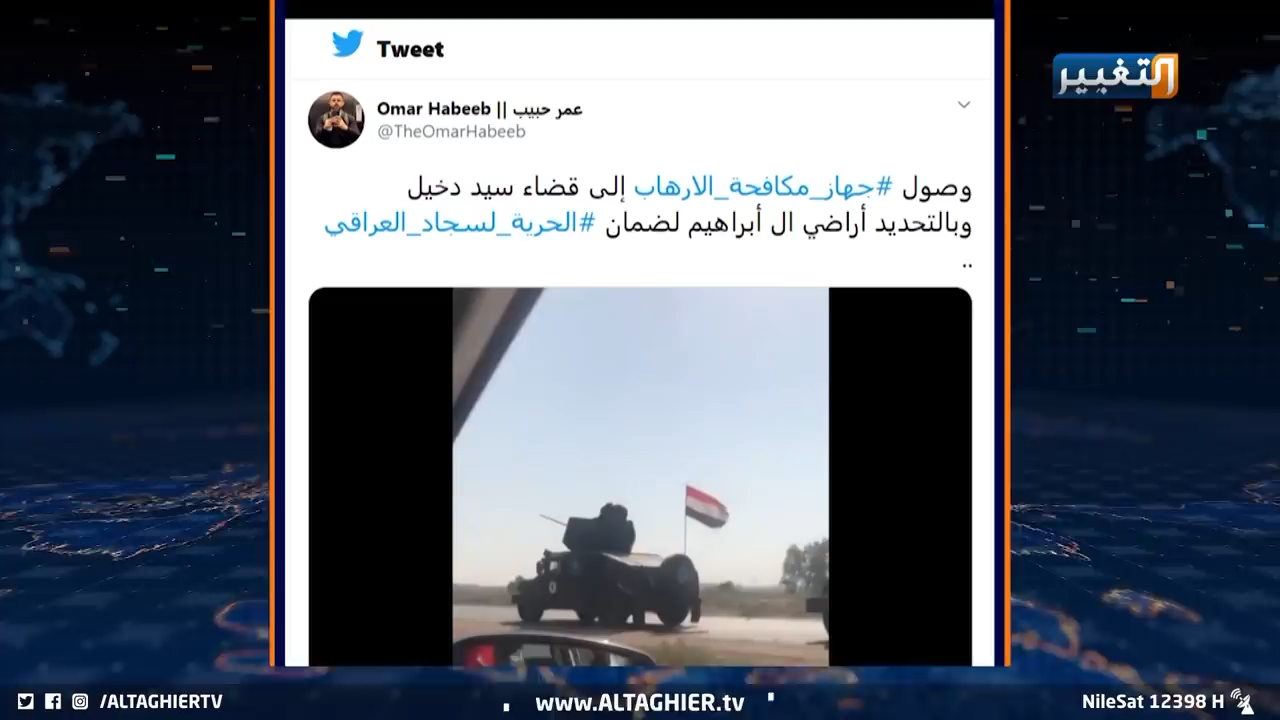 Tweet
التغيير
Omar Habeeb || عمر حبيب
@TheOmarHabeeb
وصول #جهاز_مكافحة_الارهاب إلى قضاء سيد دخيل
وبالتحديد أراضي ال أبراهيم لضمان #الحرية_لسجاد_العراقي
..
/ALTAGHIERTV
www.ALTAGHIER.tv
NileSat 12398 H